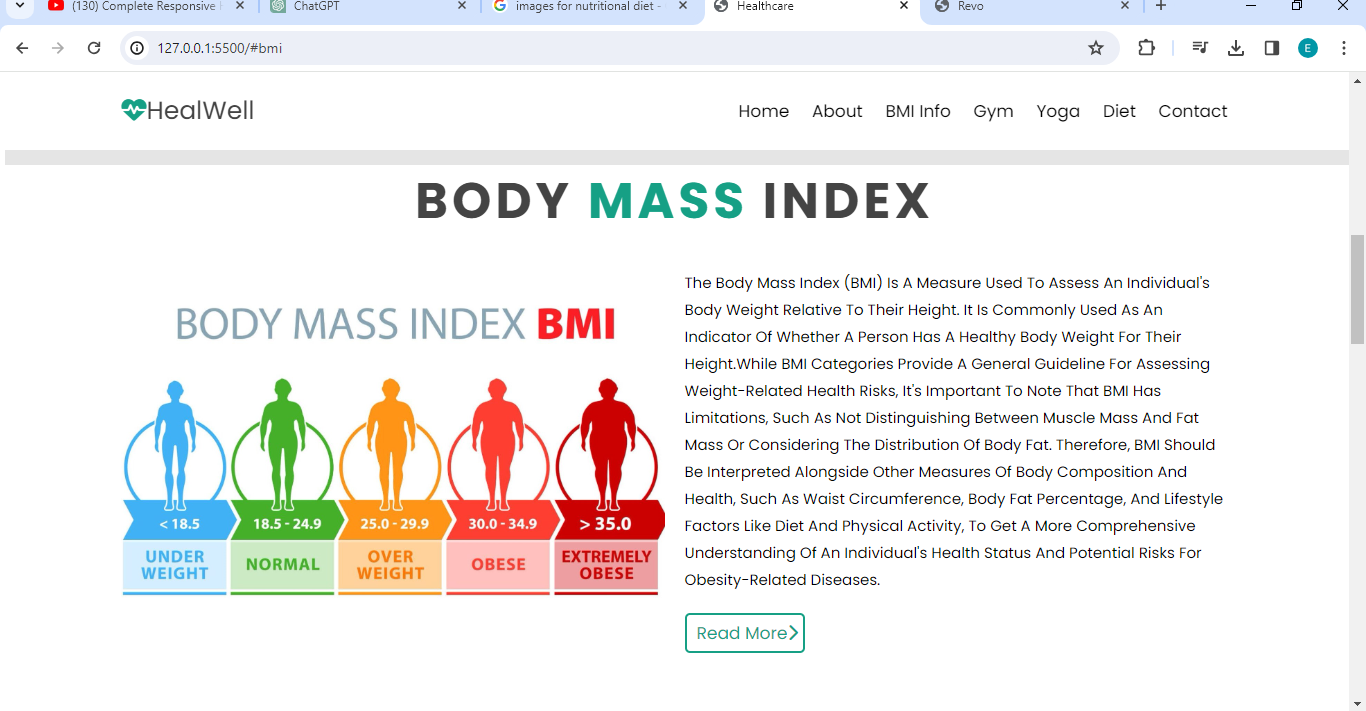 (130) Complete Responsive
ChatGPT
images for nutritional diet -
Healthcare
Revo
127.0.0.1:5500/#bmi
E
HealWell
Home About BMI Info Gym Yoga Diet Contact
BODY MASS INDEX
BODY MASS INDEX BMI
< 18.5
18.5 - 24.9
25.0 - 29.9
30.0 - 34.9
> 35.0
UNDER
WEIGHT
NORMAL
OVER
WEIGHT
OBESE
EXTREMELY
OBESE
The Body Mass Index (BMI) Is A Measure Used To Assess An Individual's
Body Weight Relative To Their Height. It Is Commonly Used As An
Indicator Of Whether A Person Has A Healthy Body Weight For Their
Height.While BMI Categories Provide A General Guideline For Assessing
Weight-Related Health Risks, It's Important To Note That BMI Has
Limitations, Such As Not Distinguishing Between Muscle Mass And Fat
Mass Or Considering The Distribution Of Body Fat. Therefore, BMI Should
Be Interpreted Alongside Other Measures Of Body Composition And
Health, Such As Waist Circumference, Body Fat Percentage, And Lifestyle
Factors Like Diet And Physical Activity, To Get A More Comprehensive
Understanding Of An Individual's Health Status And Potential Risks For
Obesity-Related Diseases.
Read More